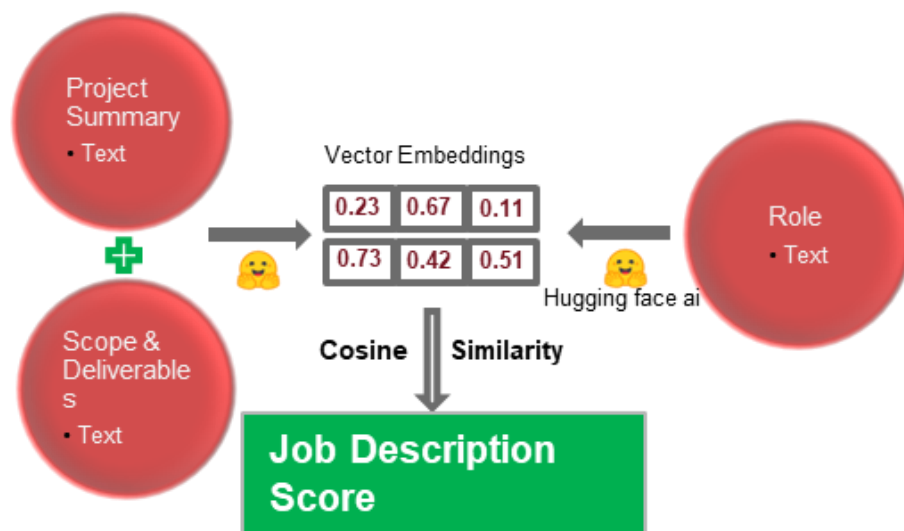 Project
Summary
• Text
Scope &
Deliverable
s
• Text
Vector Embeddings
0.23 0.67 0.11
0.73 0.42 0.51
Role
• Text
Hugging face ai
Cosine Similarity
Job Description
Score